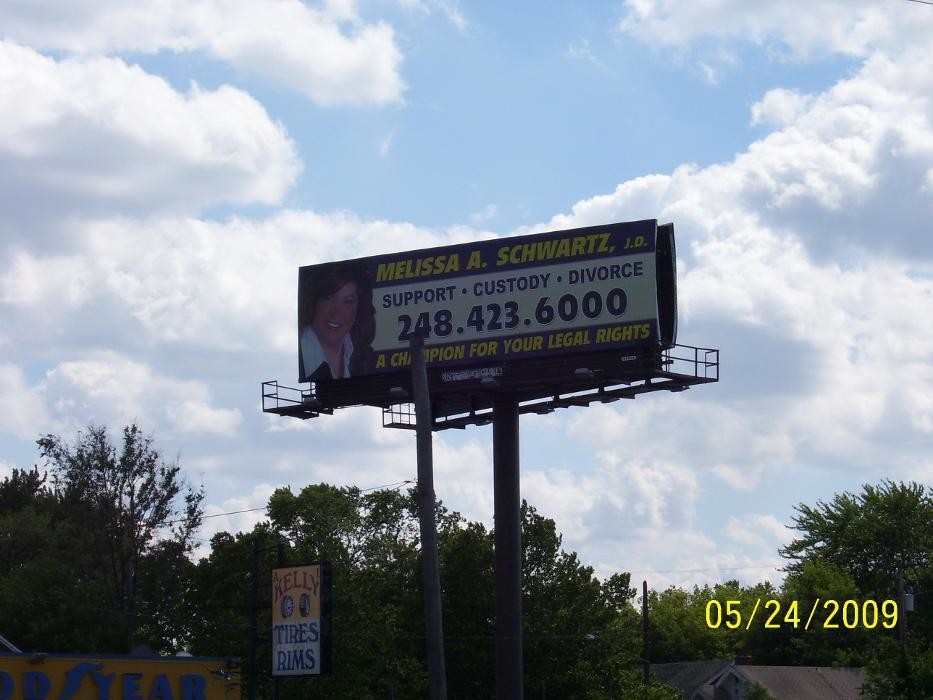 MELISSA A. SCHWARTZ, J.D.
SUPPORT • CUSTODY • DIVORCE
248.423.6000
A CHAMPION FOR YOUR LEGAL RIGHTS
KELLY
TIRES
RIMS
05/24/2009
YEAR